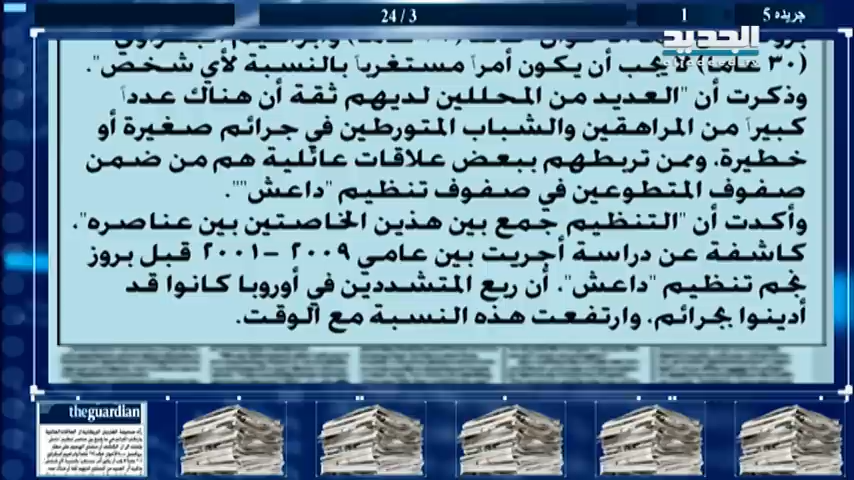 جريده 5
1
24 / 3
الجديد
aljadeed.tv
(٣٠ عاماً) لا يجب أن يكون أمراً مستغرباً بالنسبة لأي شخص".
وذكرت أن "العديد من المحللين لديهم ثقة أن هناك عدداً
كبيراً من المراهقين والشباب المتورطين في جرائم صغيرة أو
خطيرة، وممن تربطهم ببعض علاقات عائلية هم من ضمن
صفوف المتطوعين في صفوف تنظيم "داعش"".
وأكدت أن "التنظيم جمع بين هذين الخاصتين بين عناصره"،
كاشفة عن دراسة أجريت بين عامي ٢٠٠٩ -٢٠٠١ قبل بروز
نجم تنظيم "داعش"، أن ربع المتشددين في أوروبا كانوا قد
أدينوا بجرائم، وارتفعت هذه النسبة مع الوقت.
theguardian